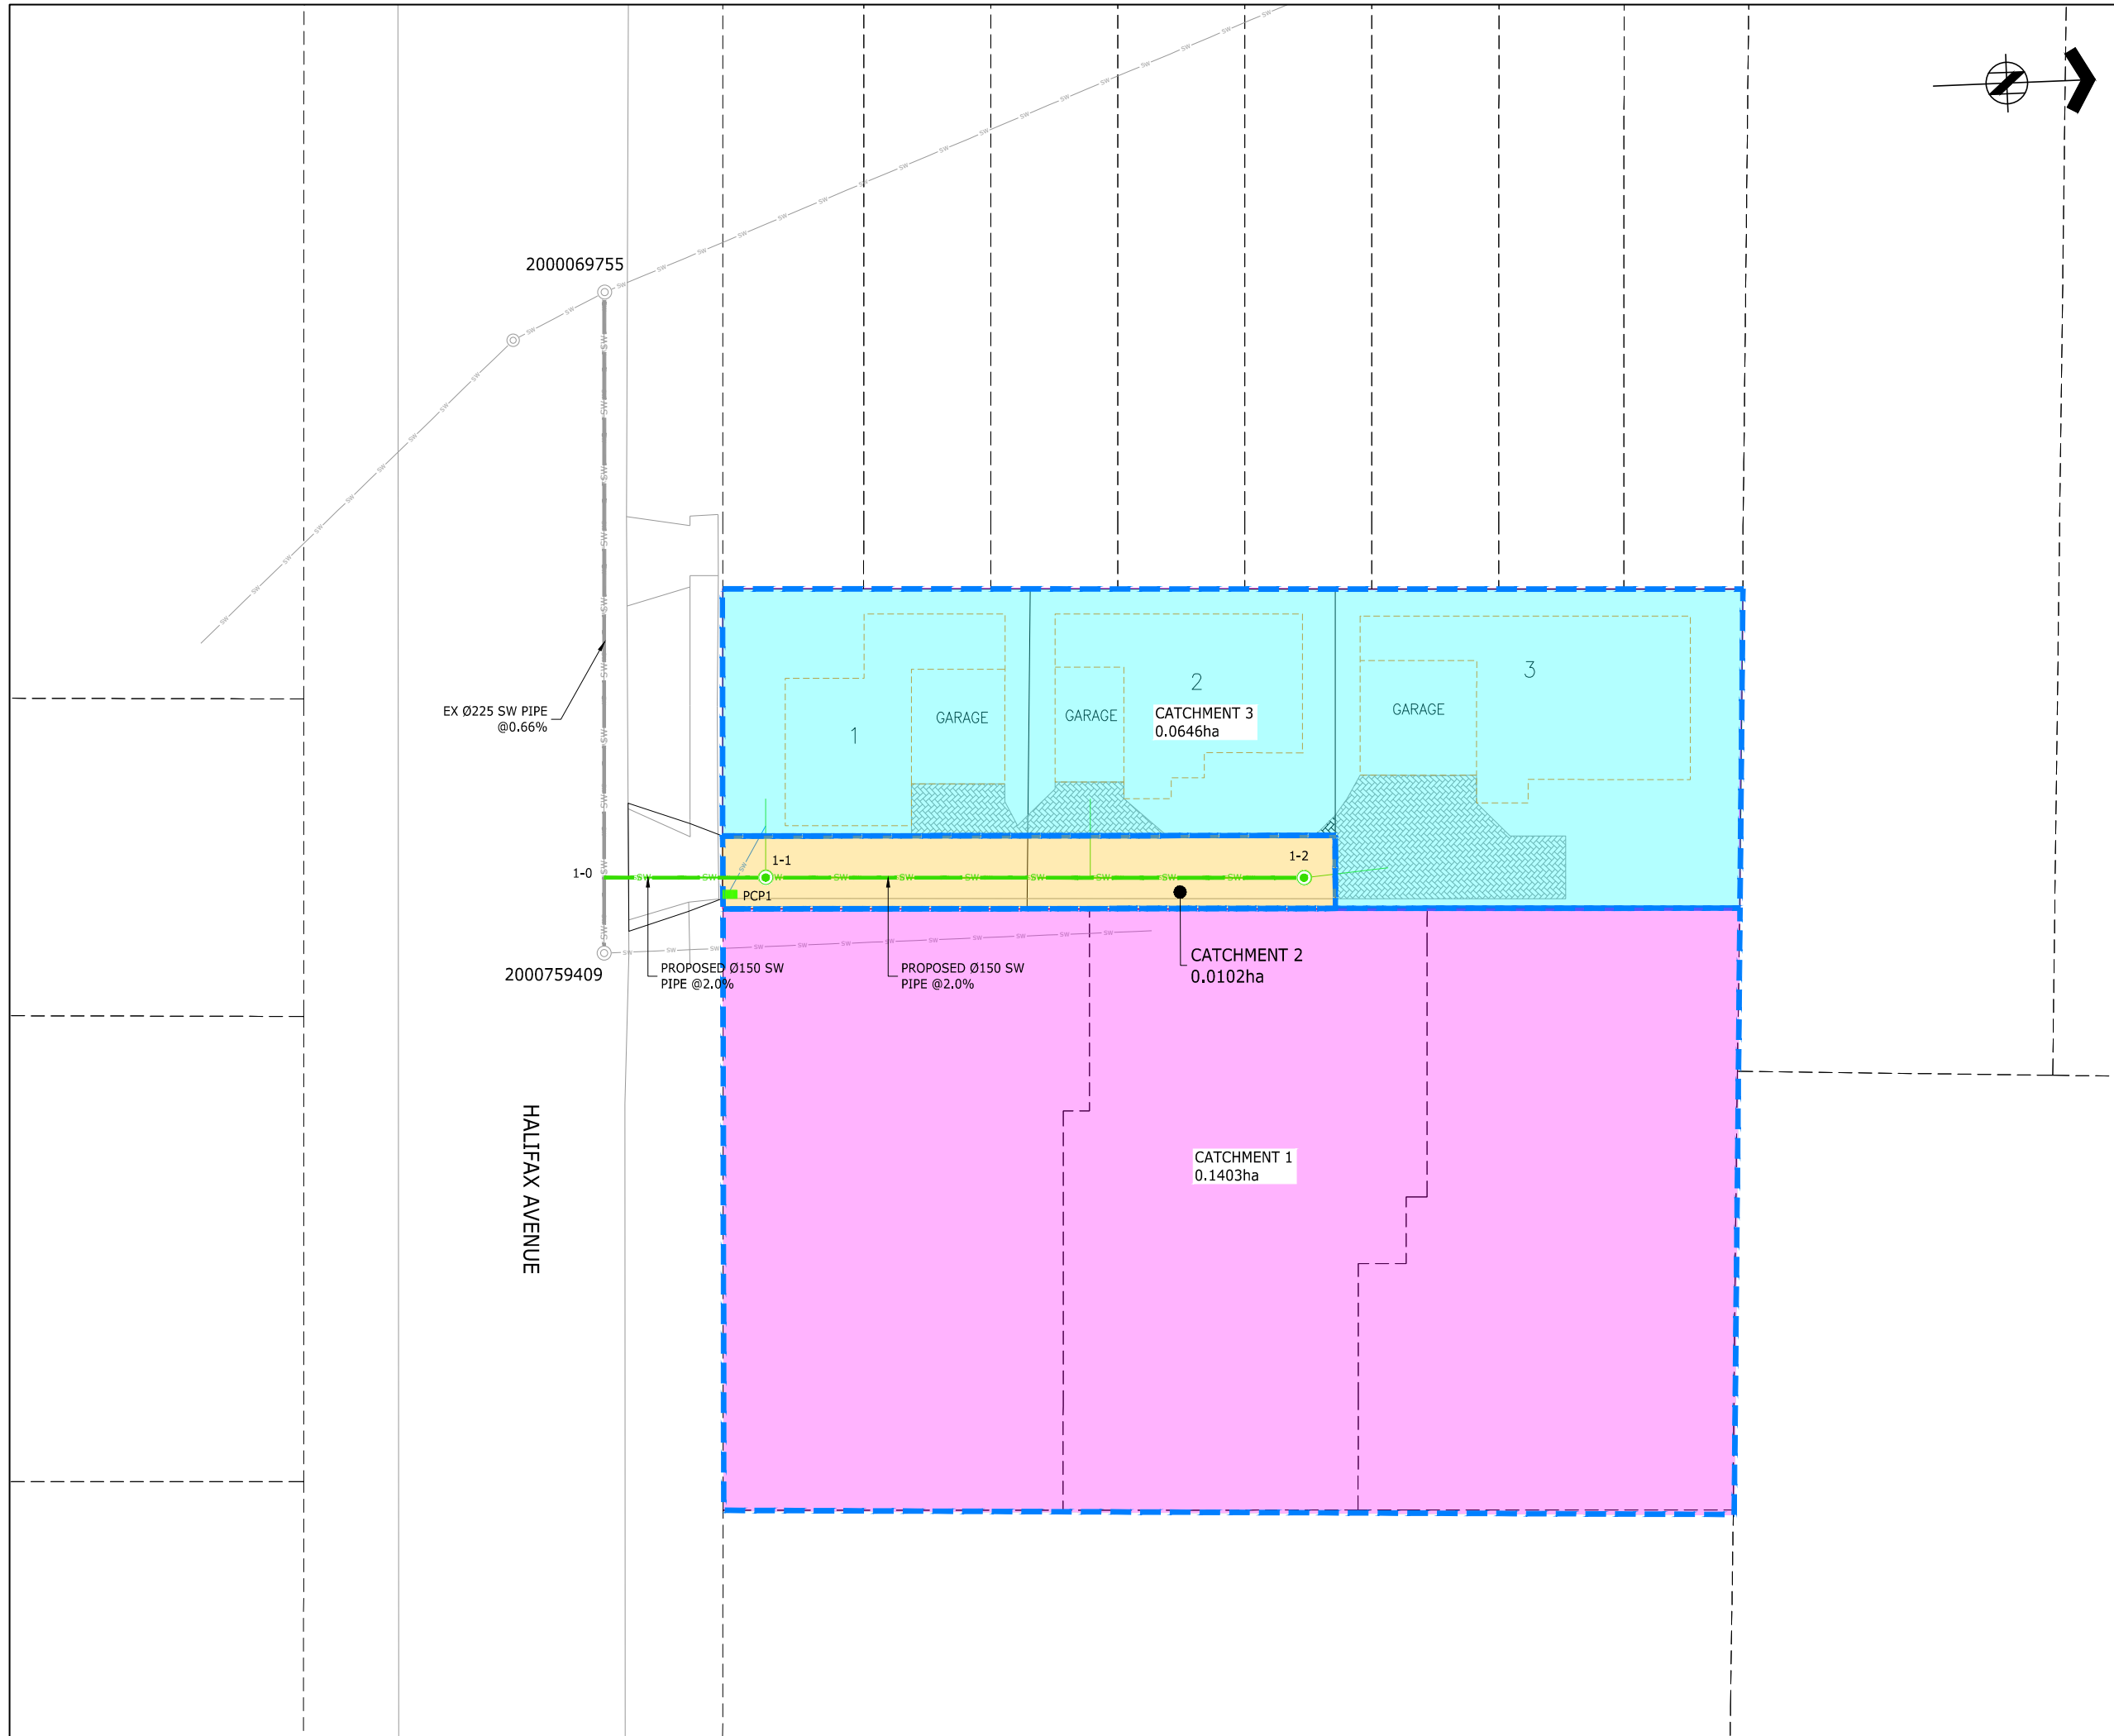 2000069755
EX Ø225 SW PIPE
@0.66%
1
GARAGE
GARAGE
2
CATCHMENT 3
0.0646ha
GARAGE
3
1-0
1-1
1-2
PCP1
2000759409
PROPOSED Ø150 SW
PIPE @2.0%
PROPOSED Ø150 SW
PIPE @2.0%
CATCHMENT 2
0.0102ha
HALIFAX AVENUE
CATCHMENT 1
0.1403ha
SW